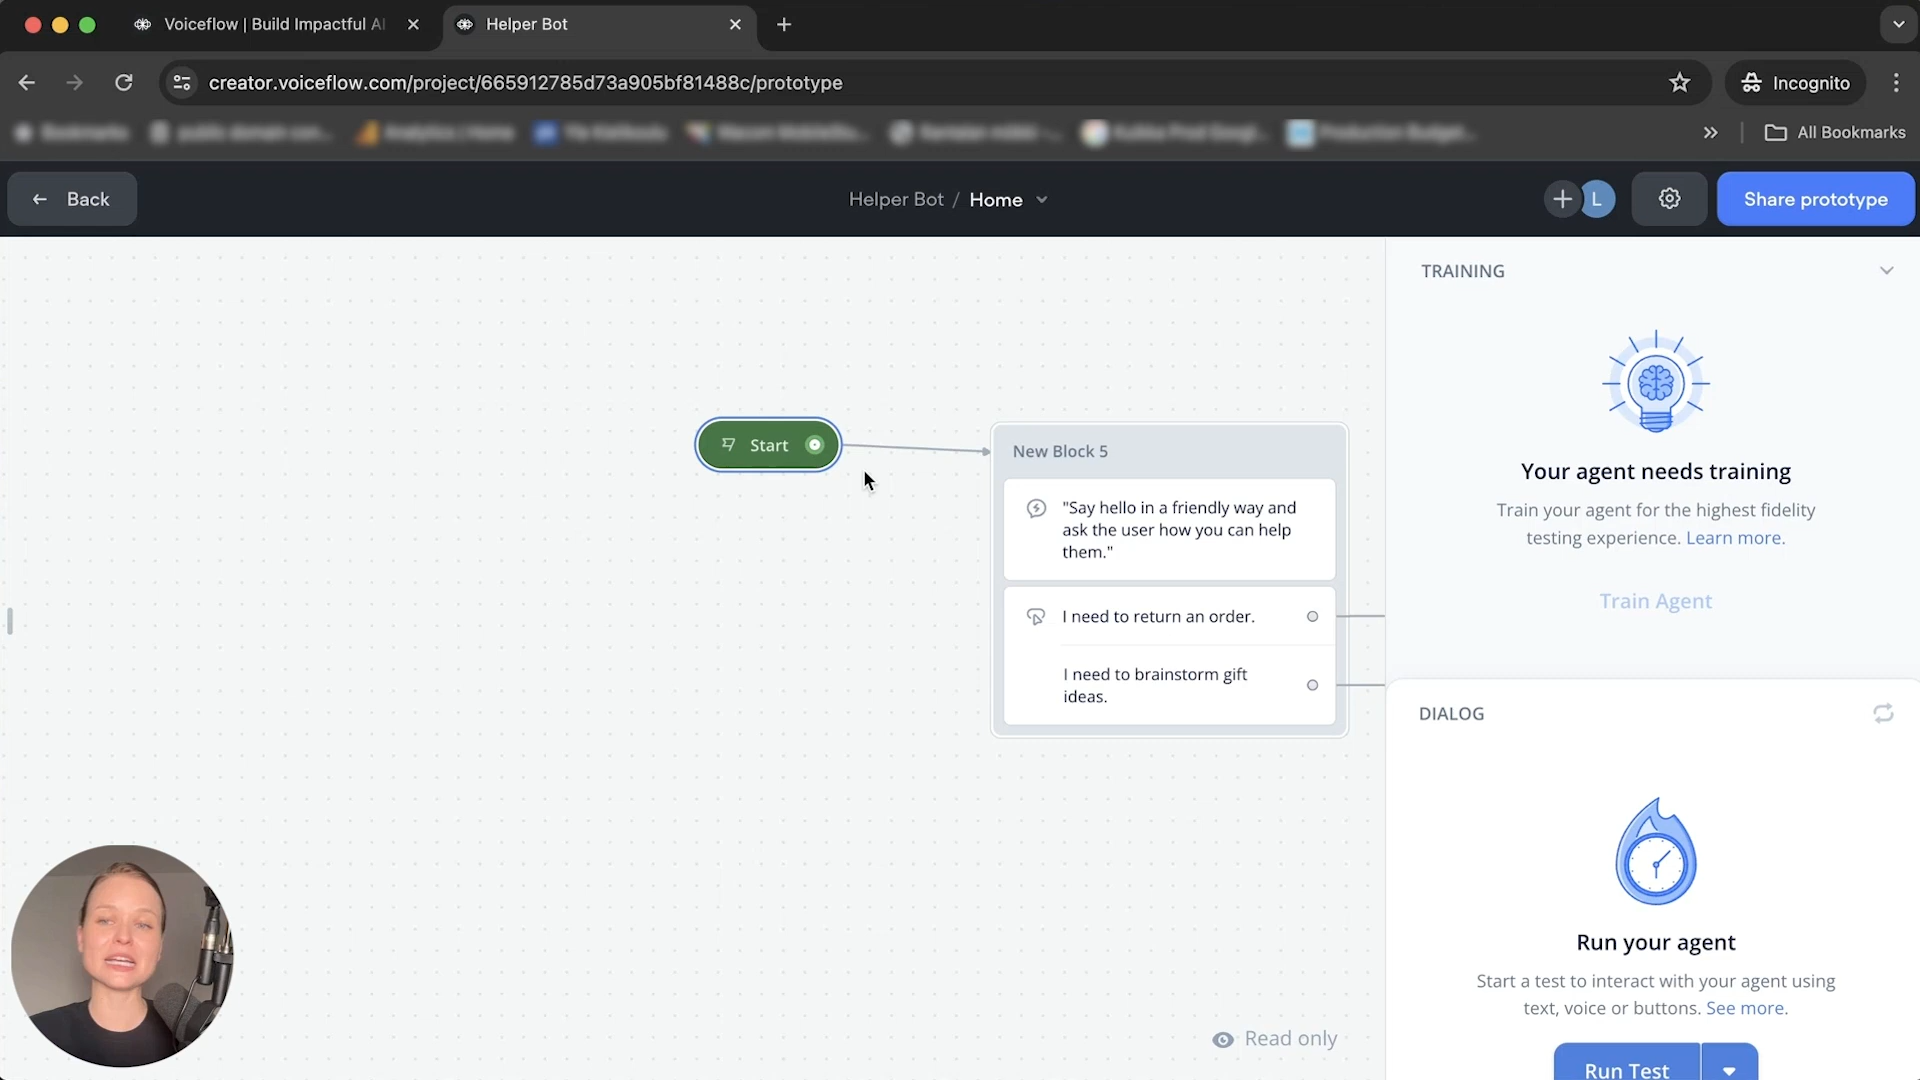 Voiceflow | Build Impactful AI
Helper Bot
creator.voiceflow.com/project/665912785d73a905bf81488c/prototype
Incognito
All Bookmarks
Back
Helper Bot / Home
L
Share prototype
TRAINING
Your agent needs training
Train your agent for the highest fidelity
testing experience. Learn more.
Train Agent
Start
New Block 5
"Say hello in a friendly way and
ask the user how you can help
them."
I need to return an order.
I need to brainstorm gift
ideas.
DIALOG
Run your agent
Start a test to interact with your agent using
text, voice or buttons. See more.
Run Test
Read only